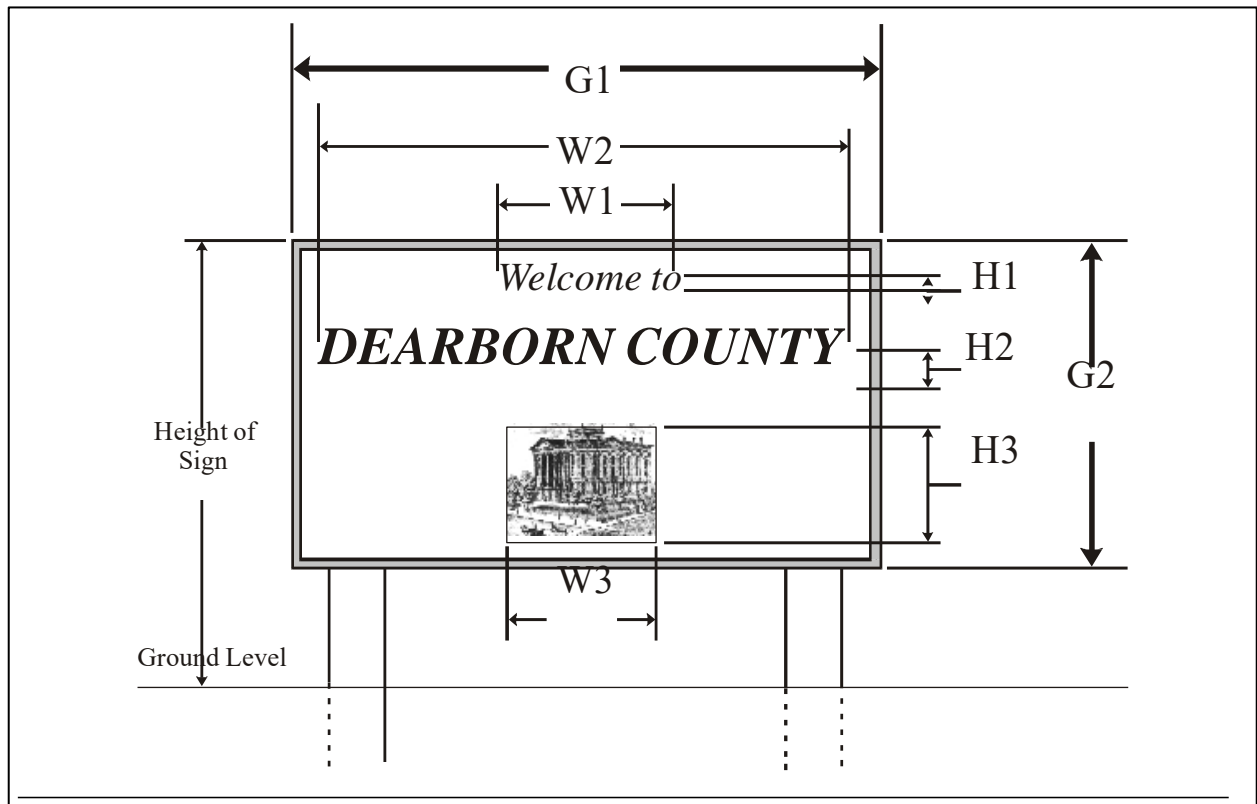 G1
W2
W1
Welcome to
H1
DEARBORN COUNTY
H2
G2
Height of
Sign
H3
W3
Ground Level